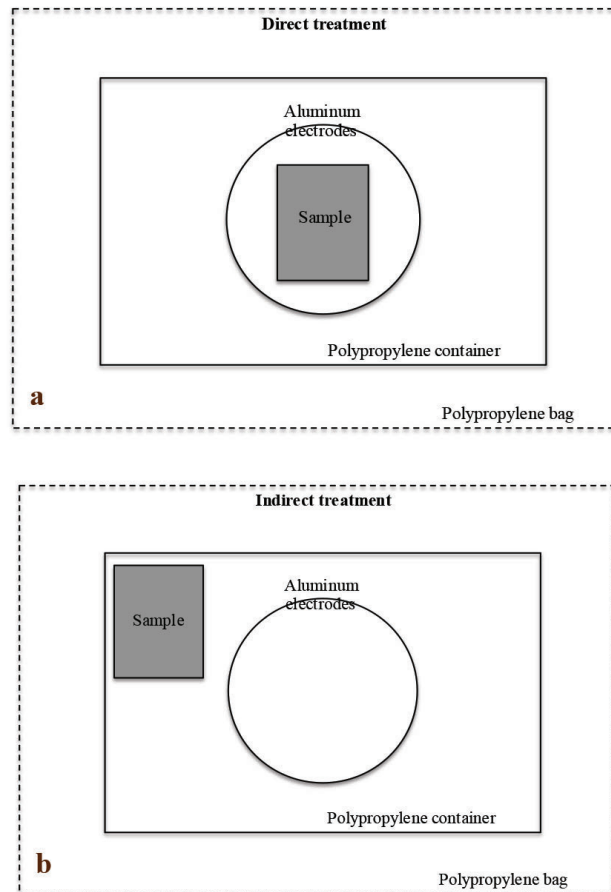 Direct treatment
Aluminum
electrodes
Sample
Polypropylene container
a
Polypropylene bag
Indirect treatment
Aluminum
electrodes
Sample
Polypropylene container
b
Polypropylene bag